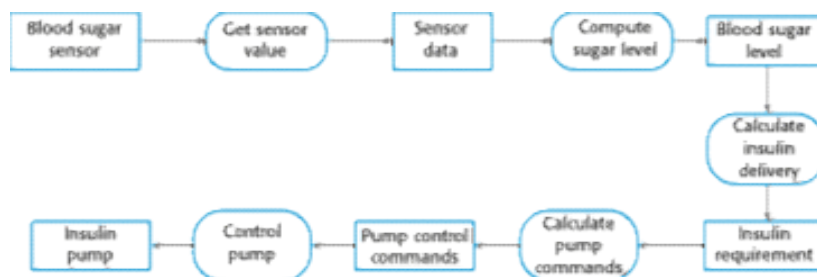 Blood sugar
sensor
Get sensor
value
Sensor
data
Compute
sugar level
Blood sugar
level
Calculate
insulin
delivery
Insulin
pump
Control
pump
Pump control
commands
Calculate
pump
commands
Insulin
requirement